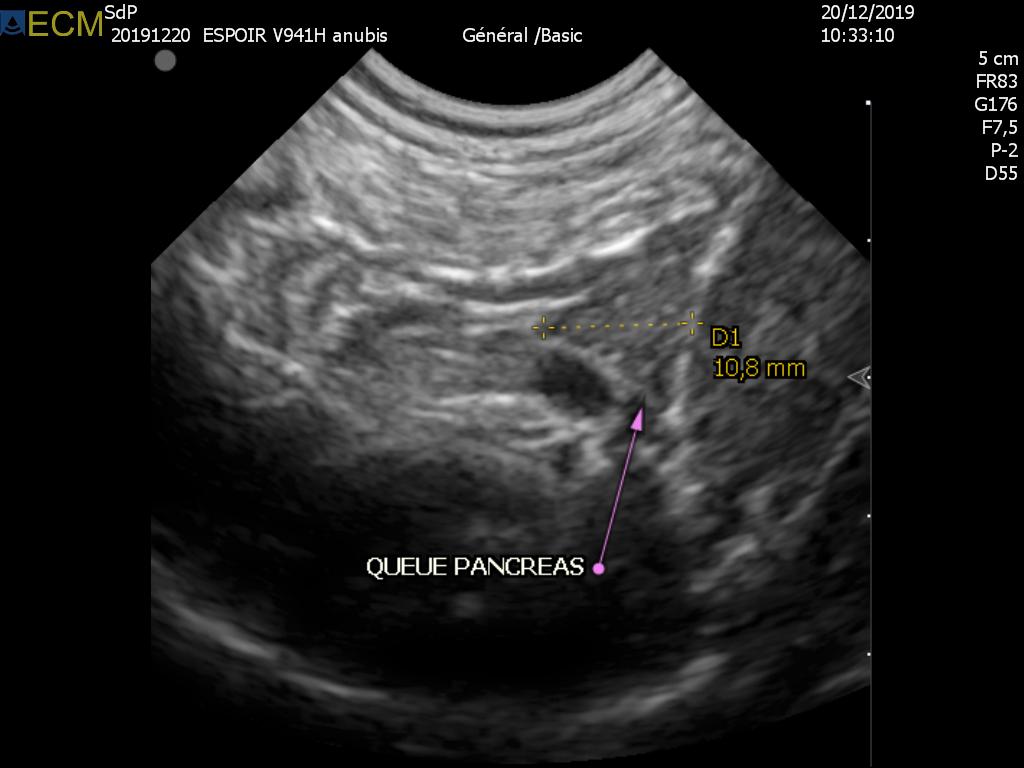 ECM SdP
20191220 ESPOIR V941H anubis
Général /Basic
20/12/2019
10:33:10
5 cm
FR83
G176
F7,5
P-2
D55
D1
10,8 mm
QUEUE PANCREAS